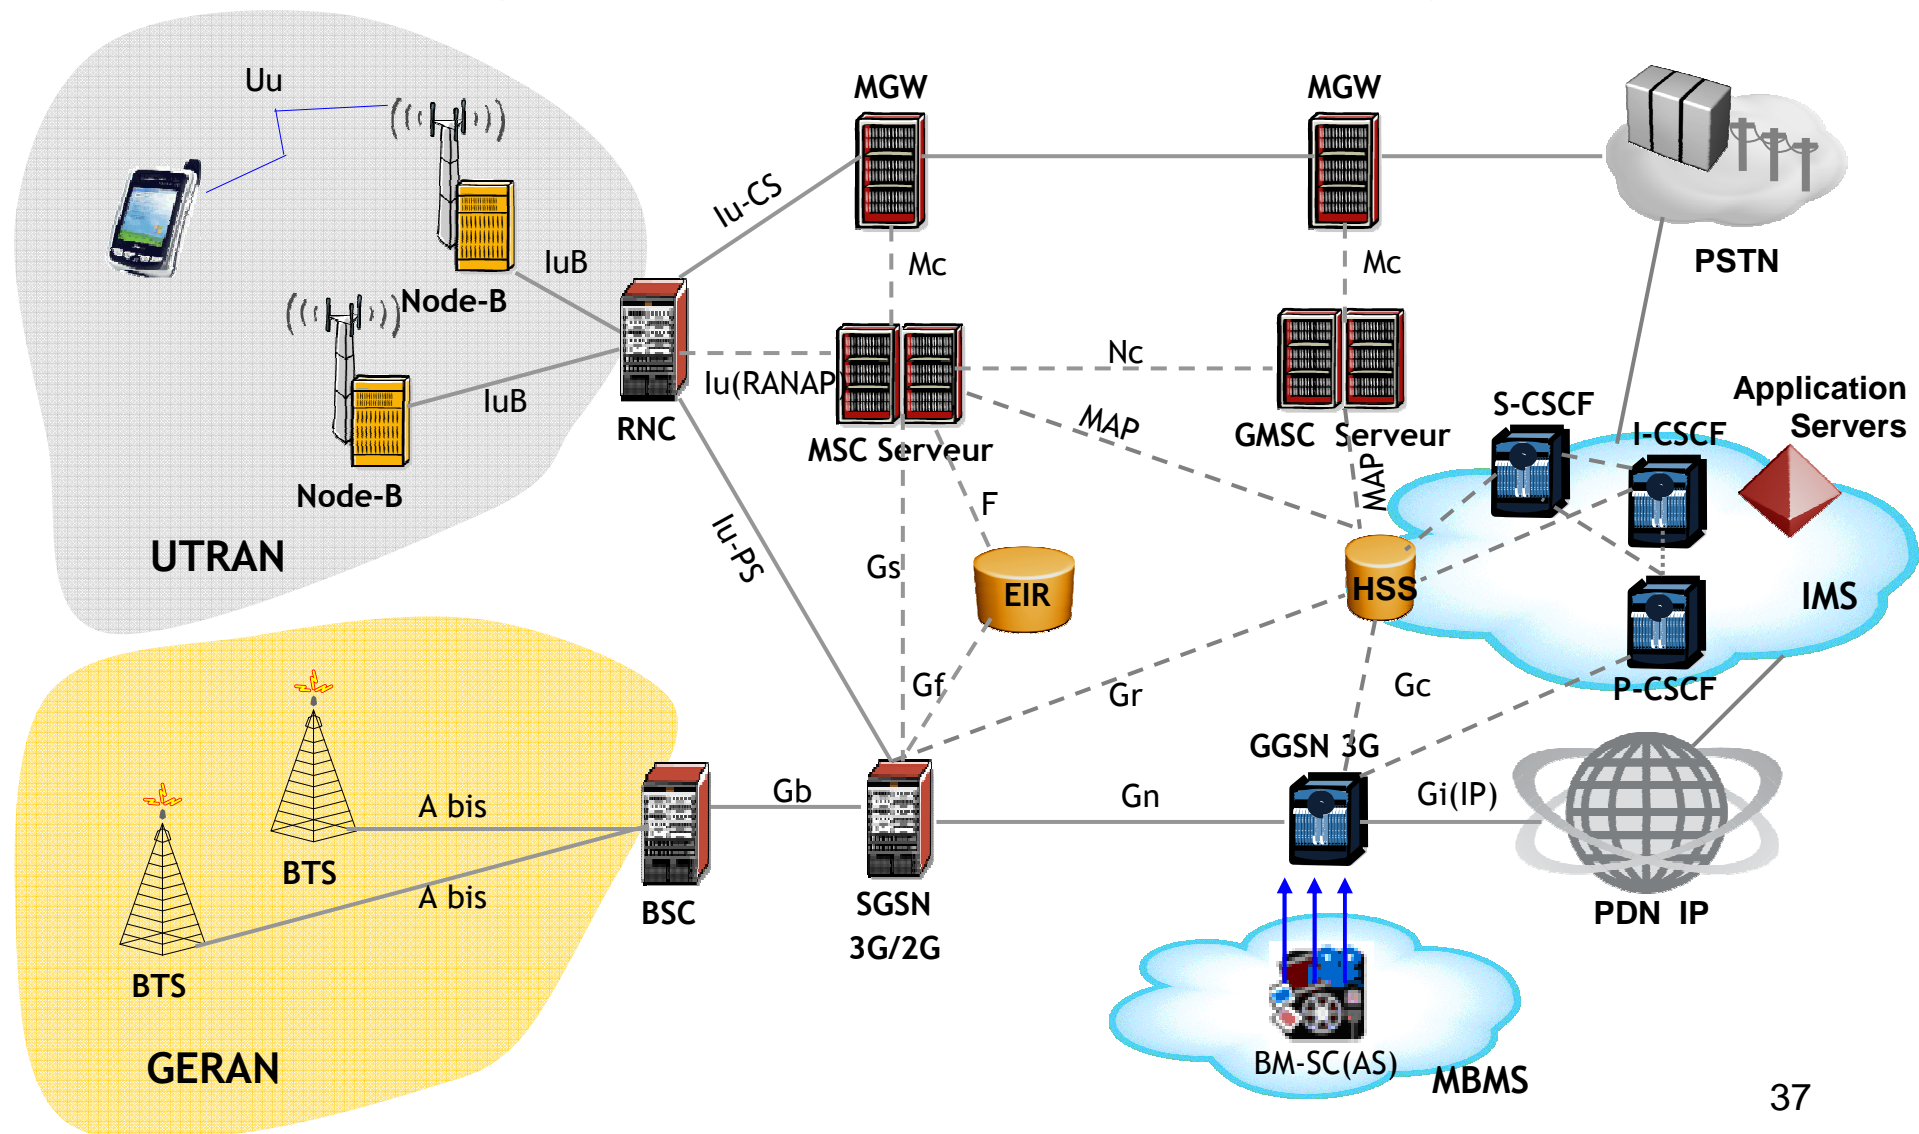 Uu
MGW
MGW
Iu-CS
IuB
Mc
Mc
PSTN
Node-B
Iu(RANAP)
Nc
IuB
RNC
MAP
S-CSCF
Application
Servers
MSC Serveur
GMSC Serveur
I-CSCF
MAP
Node-B
F
Iu-PS
UTRAN
Gs
EIR
HSS
IMS
Gf
Gr
Gc
P-CSCF
GGSN 3G
A bis
Gb
Gn
Gi(IP)
BTS
A bis
BSC
SGSN
3G/2G
PDN IP
BTS
GERAN
BM-SC(AS)
MBMS
37